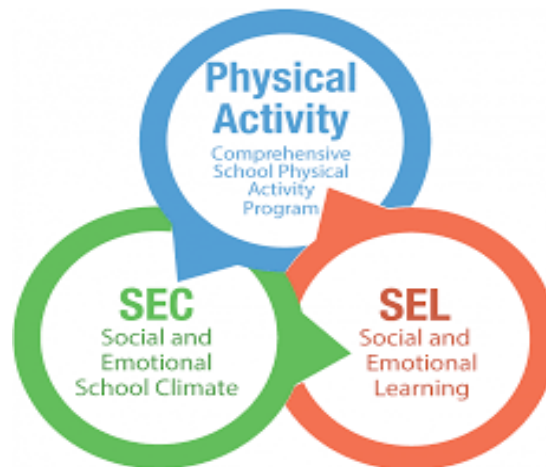 Physical
Activity
Comprehensive
School Physical
Activity
Program
SEC
Social and
Emotional
School Climate
SEL
Social and
Emotional
Learning